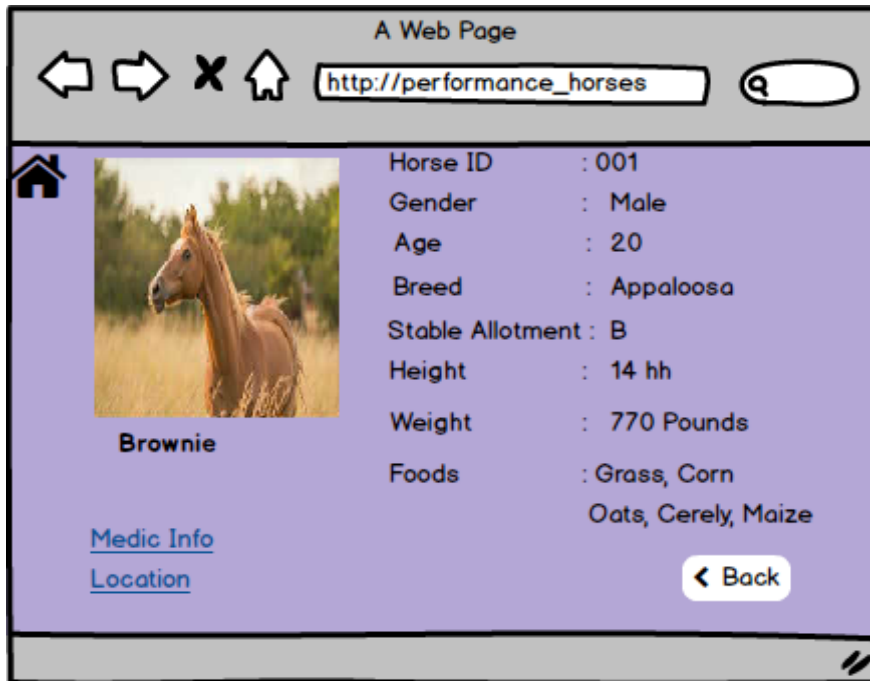 A Web Page
http://performance_horses
Horse ID : 001
Gender : Male
Age : 20
Breed : Appaloosa
Stable Allotment : B
Height : 14 hh
Weight : 770 Pounds
Brownie
Foods : Grass, Corn
Oats, Cerely, Maize
Medic Info
Location
Back